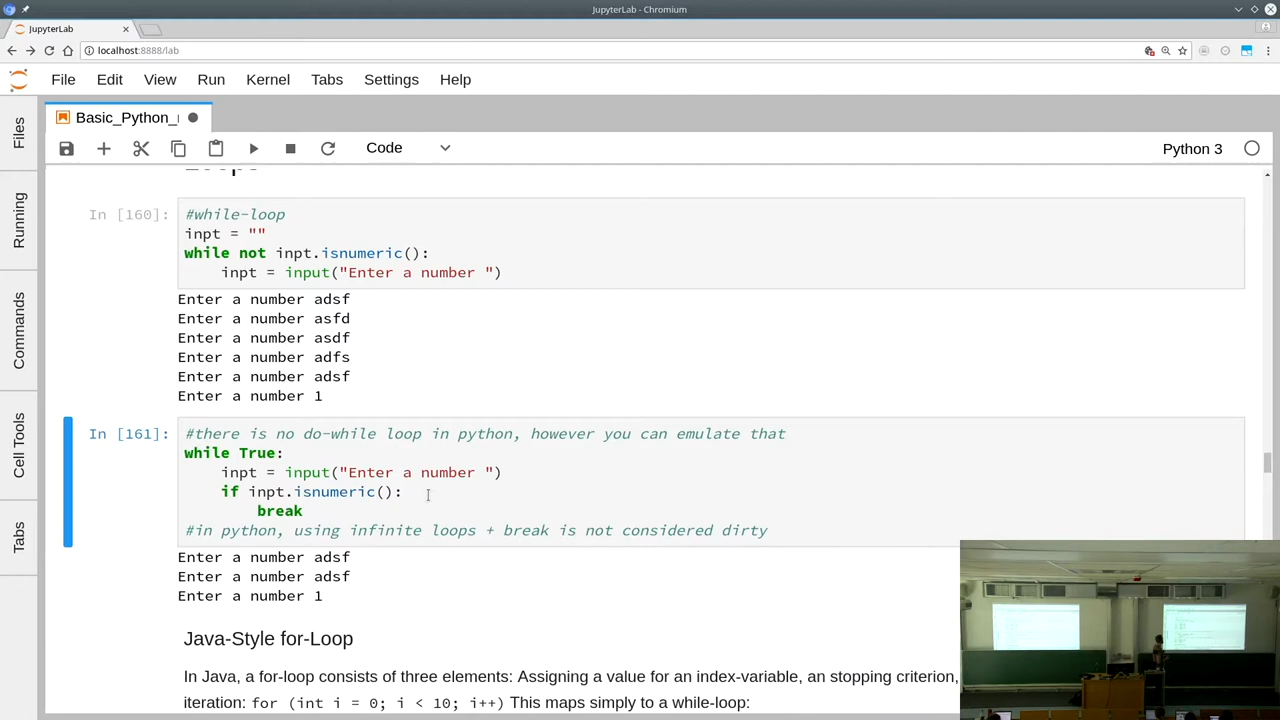 JupyterLab - Chromium
JupyterLab
localhost:8888/lab
File Edit View Run Kernel Tabs Settings Help
Basic_Python_
Code
Python 3
Files
Running
Commands
Cell Tools
Tabs
Loops
In [160]:
#while-loop
inpt = ""
while not inpt.isnumeric():
inpt = input("Enter a number ")
Enter a number adsf
Enter a number asfd
Enter a number asdf
Enter a number adfs
Enter a number adsf
Enter a number 1
In [161]:
#there is no do-while loop in python, however you can emulate that
while True:
inpt = input("Enter a number ")
if inpt.isnumeric():
break
#in python, using infinite loops + break is not considered dirty
Enter a number adsf
Enter a number adsf
Enter a number 1
Java-Style for-Loop
In Java, a for-loop consists of three elements: Assigning a value for an index-variable, an stopping criterion,
iteration: for (int i = 0; i < 10; i++) This maps simply to a while-loop: